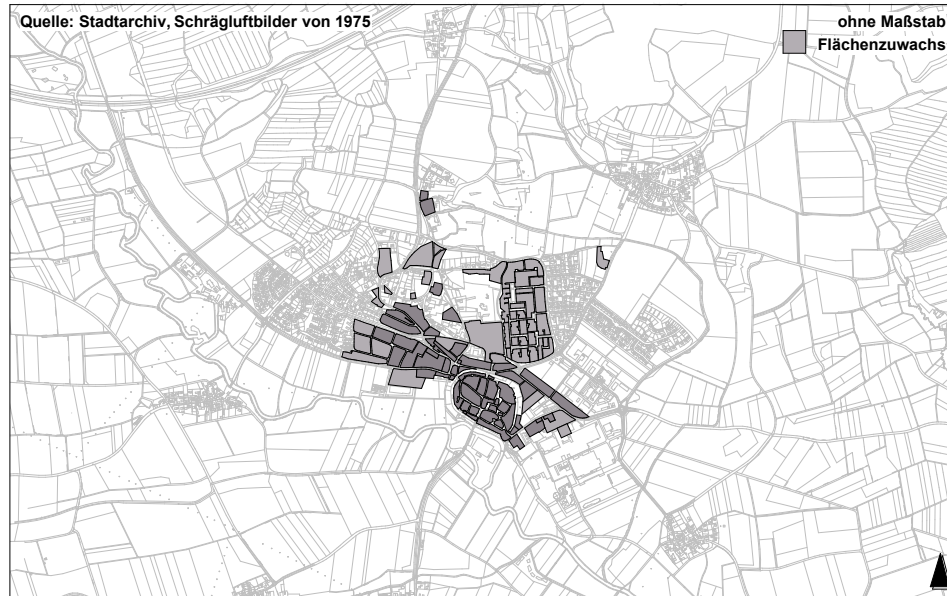 Quelle: Stadtarchiv, Schrägluftbilder von 1975
ohne Maßstab
Flächenzuwachs